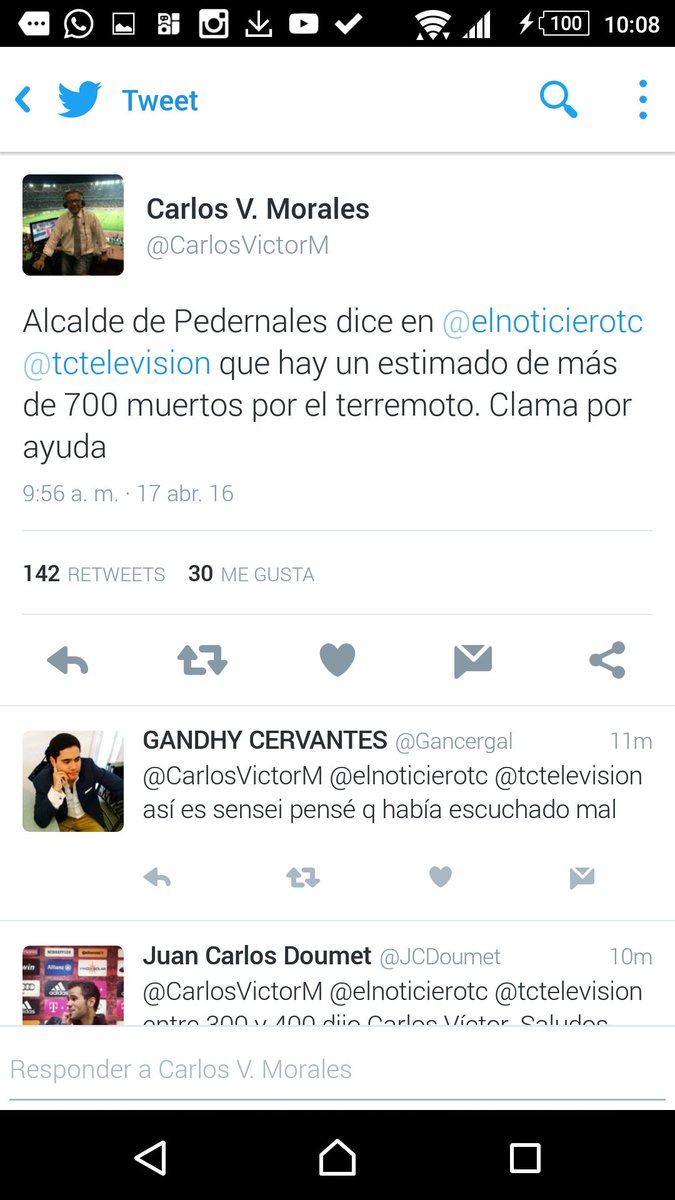 100 10:08
Tweet
Carlos V. Morales
@CarlosVictorM
Alcalde de Pedernales dice en @elnoticierotc
@tctelevision que hay un estimado de más
de 700 muertos por el terremoto. Clama por
ayuda
9:56 a. m. · 17 abr. 16
142 RETWEETS 30 ME GUSTA
GANDHY CERVANTES @Gancergal 11m
@CarlosVictorM @elnoticierotc @tctelevision
así es sensei pensé q había escuchado mal
Juan Carlos Doumet @JCDoumet 10m
@CarlosVictorM @elnoticierotc @tctelevision
entre 300 y 400 dijo Carlos Víctor. Saludos
Responder a Carlos V. Morales